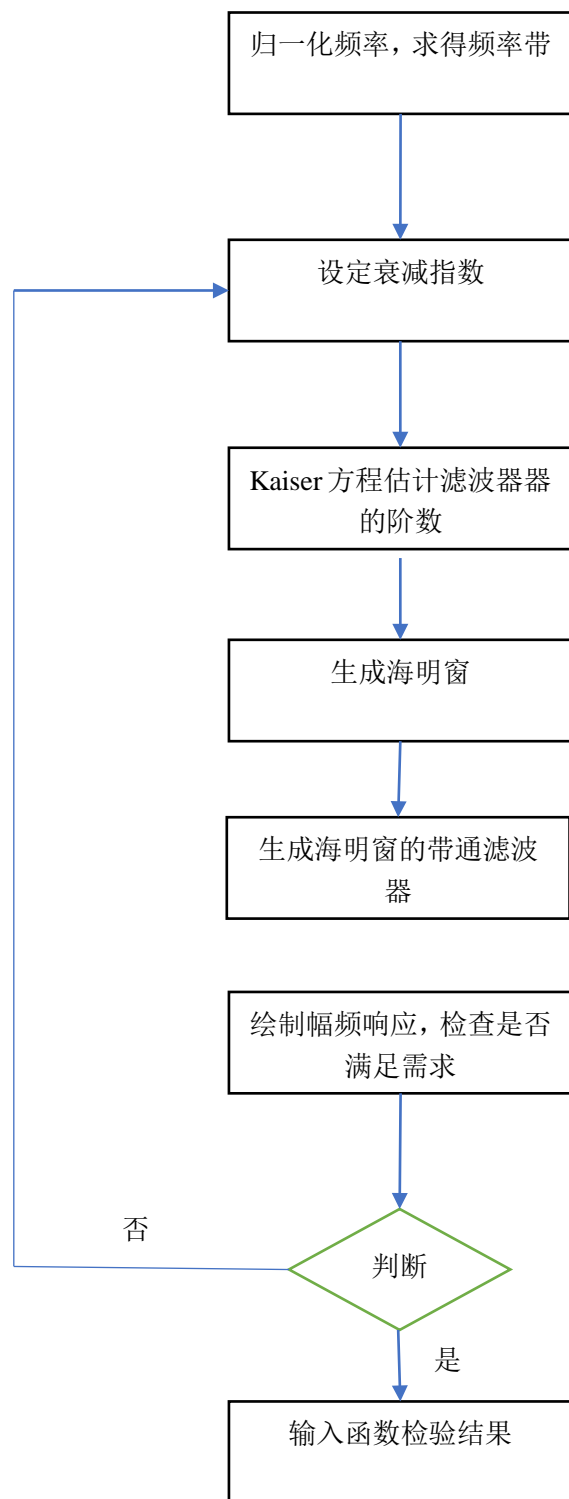 归一化频率，求得频率带
设定衰减指数
Kaiser 方程估计滤波器器
的阶数
生成海明窗
生成海明窗的带通滤波
器
绘制幅频响应，检查是否
满足需求
否
判断
是
输入函数检验结果